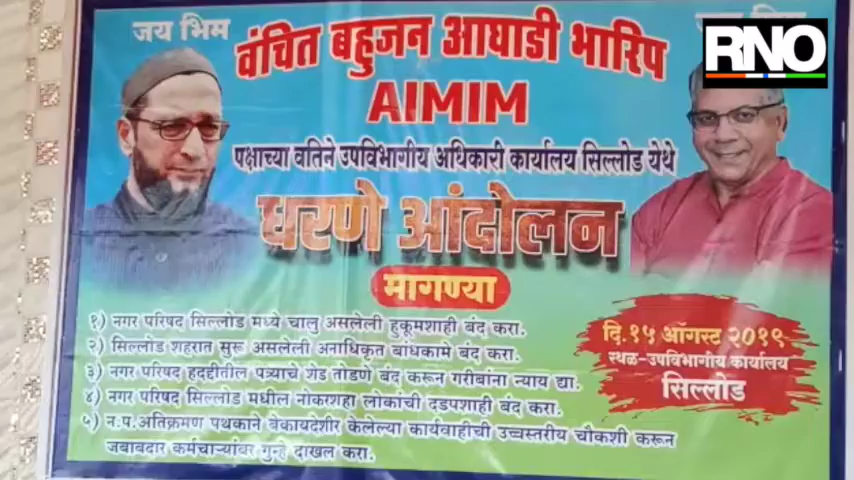 जय भिम
वंचित बहुजन आघाडी भारिप
RNO
AIMIM
पक्षाच्या वतिने उपविभागीय अधिकारी कार्यालय सिल्लोड येथे
धरणे आंदोलन
मागण्या
१) नगर परिषद सिल्लोड मध्ये चालु असलेली हुकूमशाही बंद करा.
२) सिल्लोड शहरात सुरू असलेली अनाधिकृत बांधकामे बंद करा.
३) नगर परिषद हदहीतील पत्र्याचे शेड तोडणे बंद करून गरीबांना न्याय द्या.
४) नगर परिषद सिल्लोड मधील नोकरशहा लोकांची दडपशाही बंद करा.
५) न.प.अतिक्रमण पथकाने बेकायदेशीर केलेल्या कार्यवाहीची उच्चस्तरीय चौकशी करून
जबाबदार कर्मचाऱ्यांवर गुन्हे दाखल करा.
दि.१५ ऑगस्ट २०१९
स्थळ-उपविभागीय कार्यालय
सिल्लोड